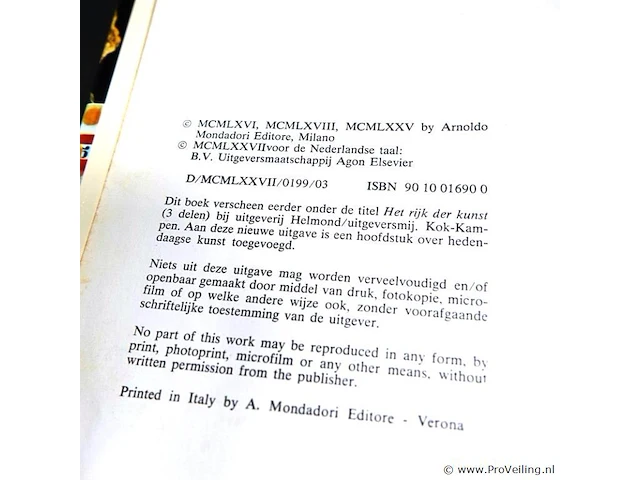 © MCMLXVI, MCMLXVIII, MCMLXXV by Arnoldo
Mondadori Editore, Milano
© MCMLXXVIIvoor de Nederlandse taal:
B.V. Uitgeversmaatschappij Agon Elsevier
D/MCMLXXVII/0199/03 ISBN 90 10 01690 0
Dit boek verscheen eerder onder de titel Het rijk der kunst
(3 delen) bij uitgeverij Helmond/uitgeversmij. Kok-Kam-
pen. Aan deze nieuwe uitgave is een hoofdstuk over heden-
daagse kunst toegevoegd.
Niets uit deze uitgave mag worden verveelvoudigd en/of
openbaar gemaakt door middel van druk, fotokopie, micro-
film of op welke andere wijze ook, zonder voorafgaande
schriftelijke toestemming van de uitgever.
No part of this work may be reproduced in any form, by
print, photoprint, microfilm or any other means, without
written permission from the publisher.
Printed in Italy by A. Mondadori Editore - Verona
© www.ProVeiling.nl